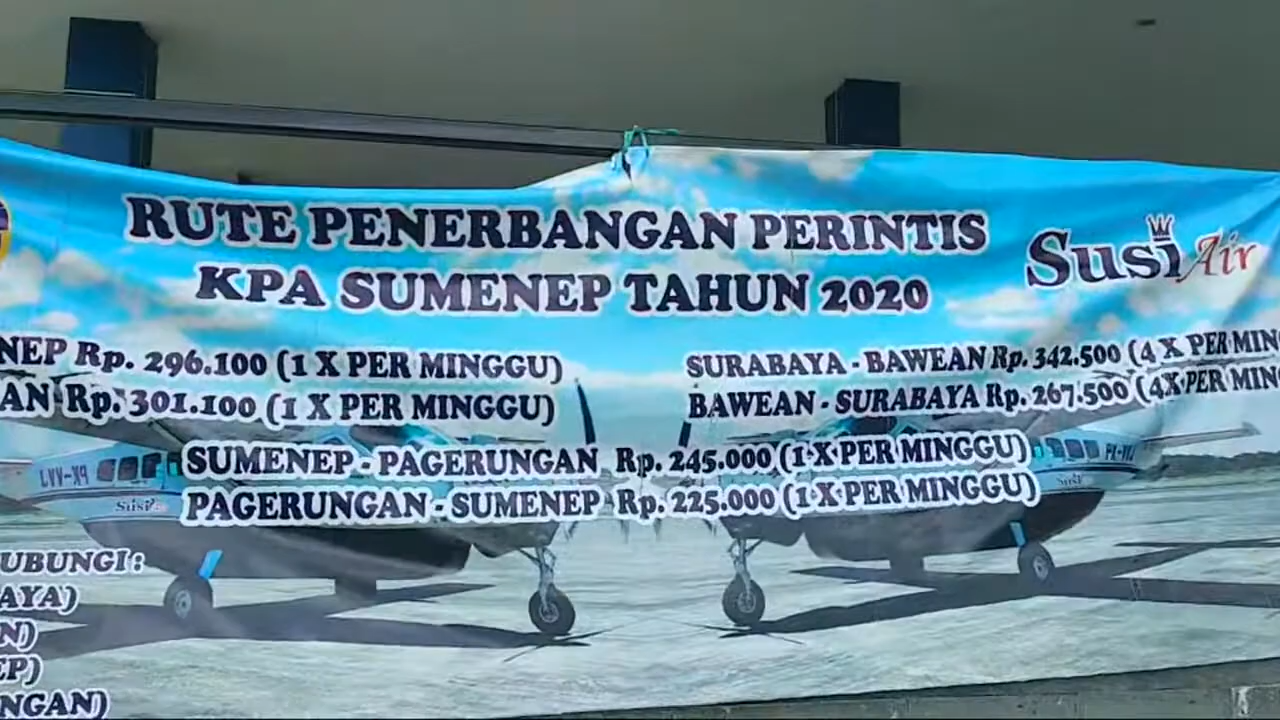 RUTE PENERBANGAN PERINTIS
KPA SUMENEP TAHUN 2020
Susi Air
NEP Rp. 296.100 (1 X PER MINGGU)
AN Rp. 301.100 (1 X PER MINGGU)
SURABAYA - BAWEAN Rp. 342.500 (4 X PER MIN
BAWEAN - SURABAYA Rp. 267.500 (4X PER MIN
SUMENEP - PAGERUNGAN Rp. 245.000 (1 X PER MINGGU)
PAGERUNGAN - SUMENEP Rp. 225.000 (1 X PER MINGGU)
Susi
Susi
UBUNGI :
AYA)
N)
EP)
NGAN)